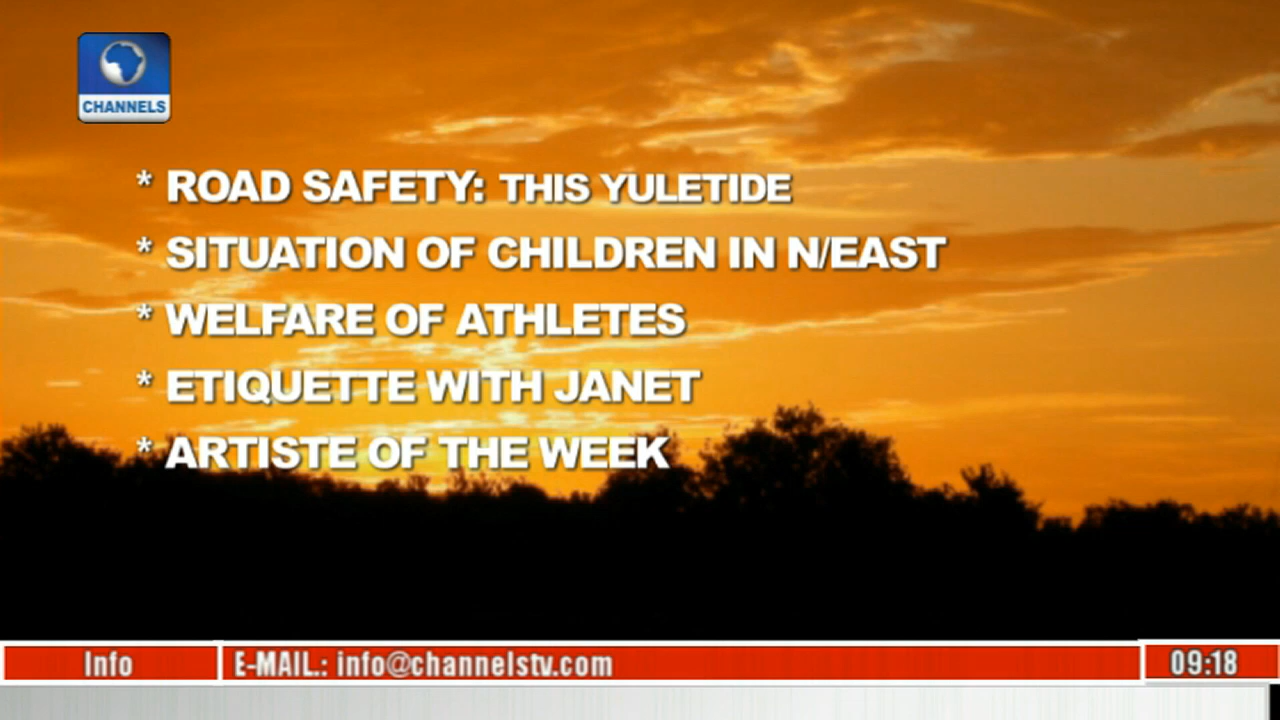 CHANNELS
* ROAD SAFETY: THIS YULETIDE
* SITUATION OF CHILDREN IN N/EAST
* WELFARE OF ATHLETES
* ETIQUETTE WITH JANET
* ARTISTE OF THE WEEK
Info E-MAIL.: info@channelstv.com 09:18